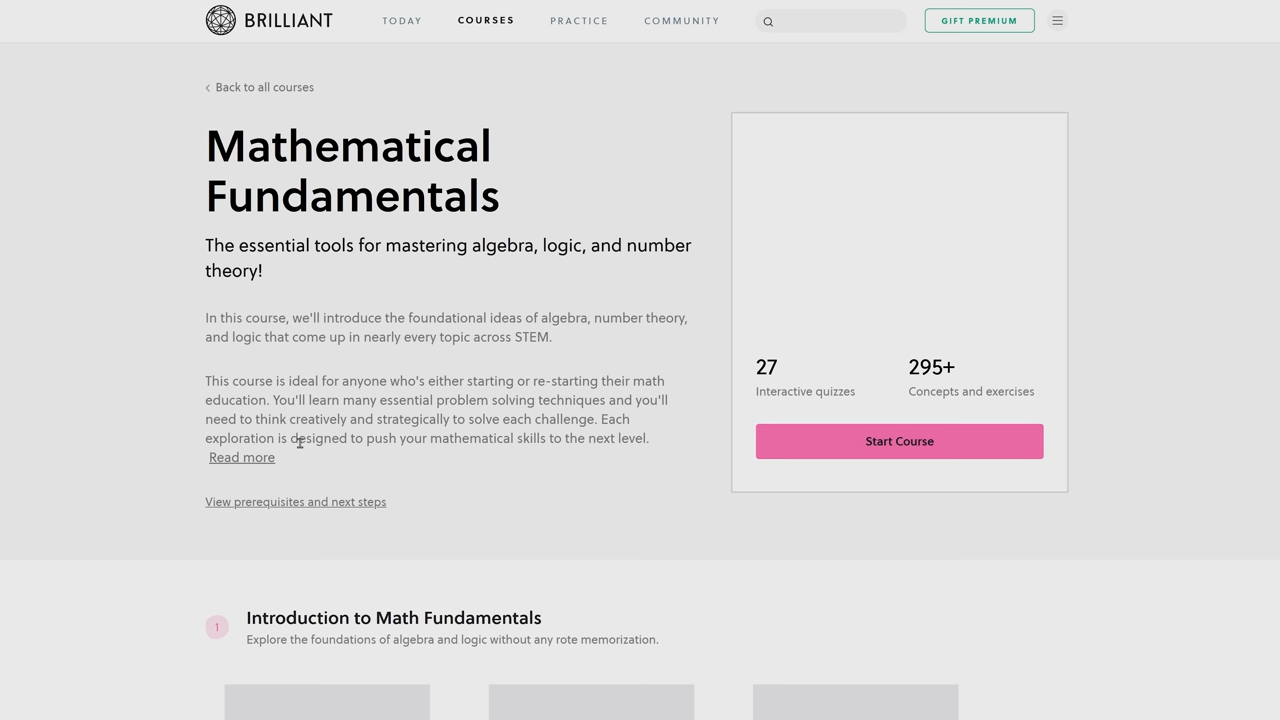 BRILLIANT
TODAY
COURSES
PRACTICE
COMMUNITY
GIFT PREMIUM
Back to all courses
Mathematical
Fundamentals
The essential tools for mastering algebra, logic, and number
theory!
In this course, we'll introduce the foundational ideas of algebra, number theory,
and logic that come up in nearly every topic across STEM.
This course is ideal for anyone who's either starting or re-starting their math
education. You'll learn many essential problem solving techniques and you'll
need to think creatively and strategically to solve each challenge. Each
exploration is designed to push your mathematical skills to the next level.
Read more
View prerequisites and next steps
27
Interactive quizzes
295+
Concepts and exercises
Start Course
1
Introduction to Math Fundamentals
Explore the foundations of algebra and logic without any rote memorization.